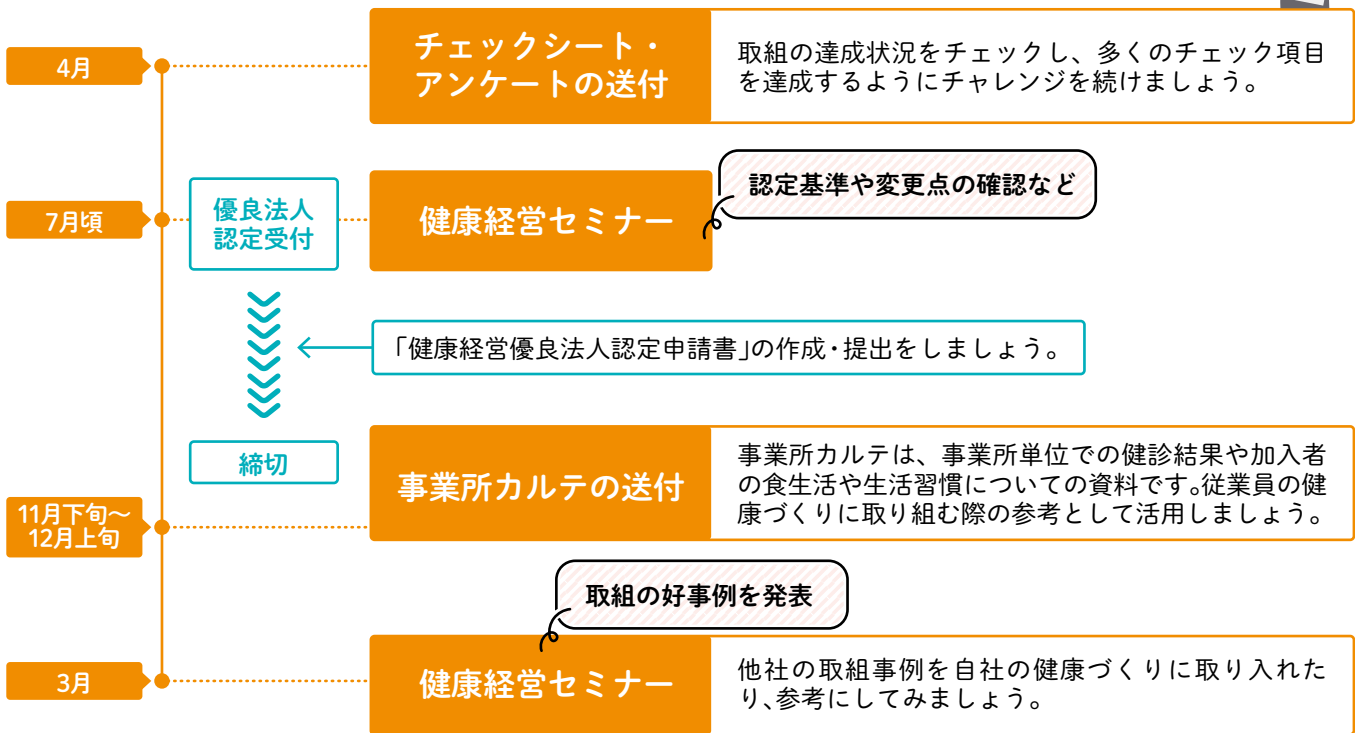 4月
チェックシート・
アンケートの送付
取組の達成状況をチェックし、多くのチェック項目
を達成するようにチャレンジを続けましょう。
7月頃
優良法人
認定受付
健康経営セミナー
認定基準や変更点の確認など
「健康経営優良法人認定申請書」の作成・提出をしましょう。
締切
11月下旬～
12月上旬
事業所カルテの送付
事業所カルテは、事業所単位での健診結果や加入者
の食生活や生活習慣についての資料です。従業員の健
康づくりに取り組む際の参考として活用しましょう。
取組の好事例を発表
3月
健康経営セミナー
他社の取組事例を自社の健康づくりに取り入れた
り、参考にしてみましょう。